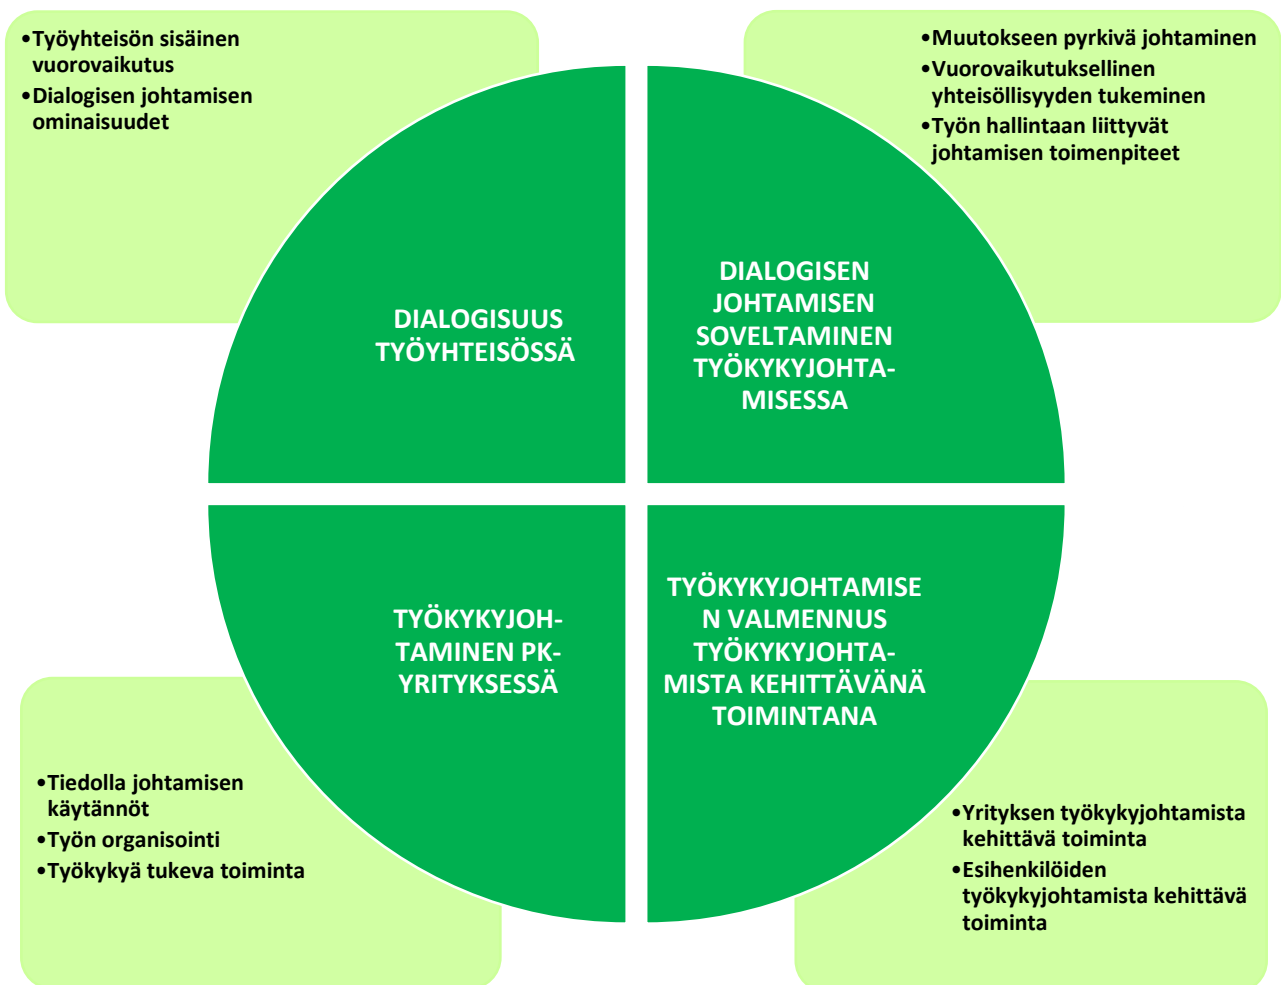 •Työyhteisön sisäinen
vuorovaikutus
•Dialogisen johtamisen
ominaisuudet
•Muutokseen pyrkivä johtaminen
•Vuorovaikutuksellinen
yhteisöllisyyden tukeminen
•Työn hallintaan liittyvät
johtamisen toimenpiteet
DIALOGISUUS
TYÖYHTEISÖSSÄ
DIALOGISEN
JOHTAMISEN
SOVELTAMINEN
TYÖKYKYJOHTA-
MISESSA
TYÖKYKYJOH-
TAMINEN PK-
YRITYKSESSÄ
TYÖKYKYJOHTAMISE
N VALMENNUS
TYÖKYKYJOHTA-
MISTA KEHITTÄVÄNÄ
TOIMINTANA
•Tiedolla johtamisen
käytännöt
•Työn organisointi
•Työkykyä tukeva toiminta
•Yrityksen työkykyjohtamista
kehittävä toiminta
•Esihenkilöiden
työkykyjohtamista kehittävä
toiminta